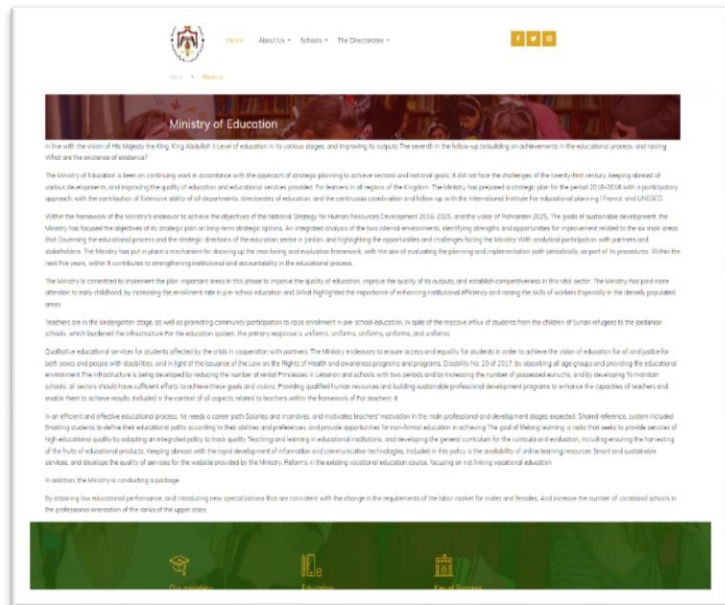 Home About Us Schools The Directorates
Home > About Us
Ministry of Education
In line with the vision of His Majesty the King, King Abdullah II Level of education in its various stages, and improving its outputs The seventh in the follow-up to building on achievements in the educational process, and raising
What are the existence of existence?
The Ministry of Education is keen on continuing work in accordance with the approach of strategic planning to achieve sectoral and national goals, It did not face the challenges of the twenty-first century, keeping abreast of
various developments, and improving the quality of education and educational services provided. For learners in all regions of the Kingdom. The Ministry has prepared a strategic plan for the period 2018-2018 with a participatory
approach, with the contribution of Extensive ability of all departments, directorates of education, and the continuous coordination and follow-up with the International Institute For educational planning / France, and UNESCO
Within the framework of the Ministry's endeavor to achieve the objectives of the National Strategy for Human Resources Development 2016-2025, and the vision of 2025, The goals of sustainable development, the
Ministry has focused the objectives of its strategic plan on long-term strategic options. An integrated analysis of the two internal environments, identifying strengths and opportunities for improvement related to the six main areas
that Governing the educational process and the strategic directions of the education sector in Jordan, and highlighting the opportunities and challenges facing the Ministry With analytical participation with partners and
stakeholders. The Ministry has put in place a mechanism for drawing up the monitoring and evaluation framework, with the aim of evaluating the planning and implementation path periodically, as part of its procedures. Within the
next five years, within it contributes to strengthening institutional and accountability in the educational process.
The Ministry is committed to implement the plan important areas in this phase to improve the quality of education, improve the quality of its outputs, and establish competitiveness in this vital sector. The Ministry has paid more
attention to early childhood, by increasing the enrollment rate in pre-school education and What highlighted the importance of enhancing institutional efficiency and raising the skills of workers Especially in the densely populated
areas
Teachers are in the kindergarten stage, as well as promoting community participation to raise enrollment in pre-school education, in spite of the massive influx of students from the children of Syrian refugees to the Jordanian
schools, which burdened the infrastructure For the education system, the primary response is uniforms, uniforms, uniforms, uniforms, and uniforms.
Qualitative educational services for students affected by the crisis in cooperation with partners. The Ministry endeavors to ensure access and equality for students in order to achieve the vision of education for all and justice for
both sexes and people with disabilities, and in light of the issuance of the Law on the Rights of Health and awareness programs and programs, Disability No. 20 of 2017, by absorbing all age groups and providing the educational
environment The infrastructure is being developed by reducing the number of rented Princesses in Lebanon and schools with two periods and by increasing the number of possessed eunuchs, and by developing To maintain
schools, all sectors should have sufficient efforts to achieve these goals and visions. Providing qualified human resources and building sustainable professional development programs to enhance the capacities of teachers and
enable them to achieve results. Included in the context of all aspects related to teachers within the framework of For teachers. It
In an efficient and effective educational process, he needs a career path Salaries and incentives, and motivates teachers' motivation in the main professional and development stages expected. Shared reference, system included
Enabling students to define their educational paths according to their abilities and preferences, and provide opportunities for non-formal education in achieving The goal of lifelong learning, a radio that seeks to provide services of
high educational quality by adopting an integrated policy to track quality Teaching and learning in educational institutions, and developing the general curriculum for the curricula and evaluation, including ensuring the harvesting
of the fruits of educational products. Keeping abreast with the rapid development of information and communication technologies, Included in this policy is the availability of online learning resources Smart and sustainable
services, and develops the quality of services for the website provided by the Ministry. Reforms in the existing vocational education course, focusing on not linking vocational education
In addition, the Ministry is conducting a package
By attaining low educational performance, and introducing new specializations that are consistent with the change in the requirements of the labor market for males and females, And increase the number of vocational schools in
the professional orientation of the ranks of the upper class.
Our ministry Education Key of Success